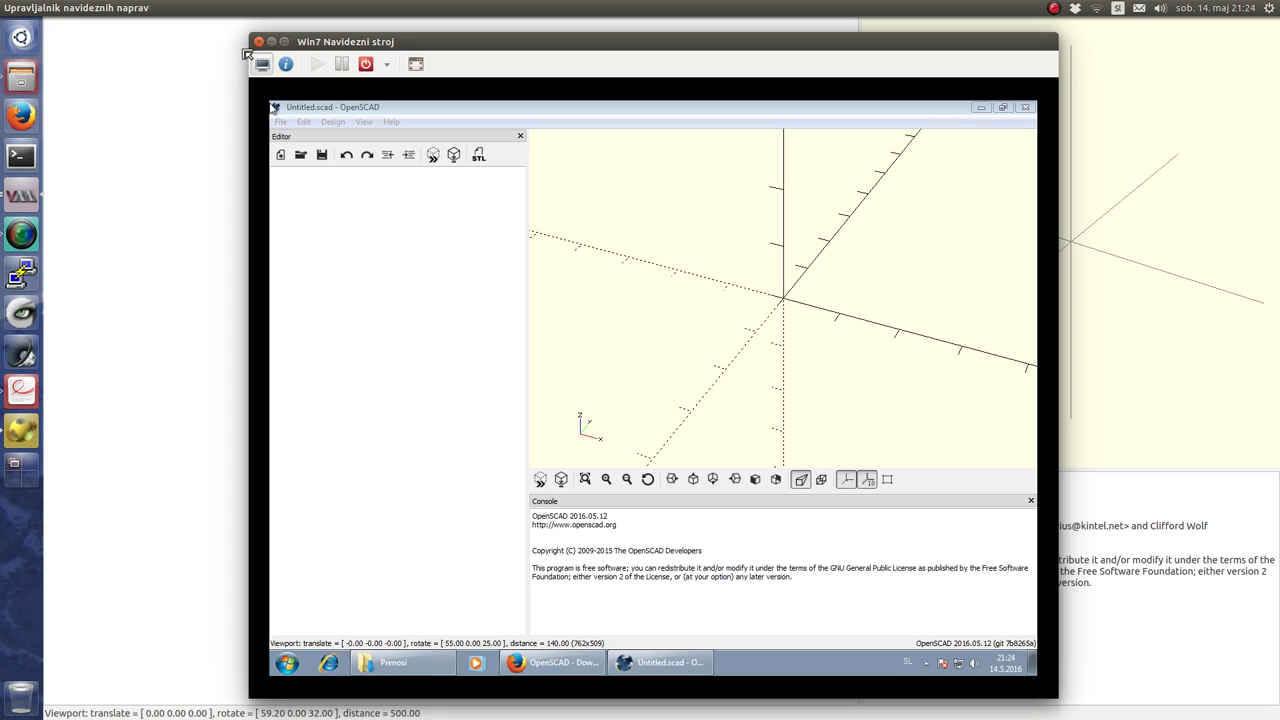 Upravljalnik navideznih naprav
SL
sob. 14. maj 21:24
Win7 Navidezni stroj
Untitled.scad - OpenSCAD
File Edit Design View Help
Editor
STL
Z
Y
X
10
Console
OpenSCAD 2016.05.12
http://www.openscad.org
Copyright (C) 2009-2015 The OpenSCAD Developers
This program is free software; you can redistribute it and/or modify it under the terms of the GNU General Public License as published by the Free Software
Foundation; either version 2 of the License, or (at your option) any later version.
ius@kintel.net> and Clifford Wolf
tribute it and/or modify it under the terms of the
the Free Software Foundation; either version 2
version.
Viewport: translate = [ -0.00 -0.00 -0.00 ], rotate = [ 55.00 0.00 25.00 ], distance = 140.00 (762x509)
OpenSCAD 2016.05.12 (git 7b8265a)
Prenosi
OpenSCAD - Dow...
Untitled.scad - O...
SL
21:24
14.5.2016
Viewport: translate = [ 0.00 0.00 0.00 ], rotate = [ 59.20 0.00 32.00 ], distance = 500.00